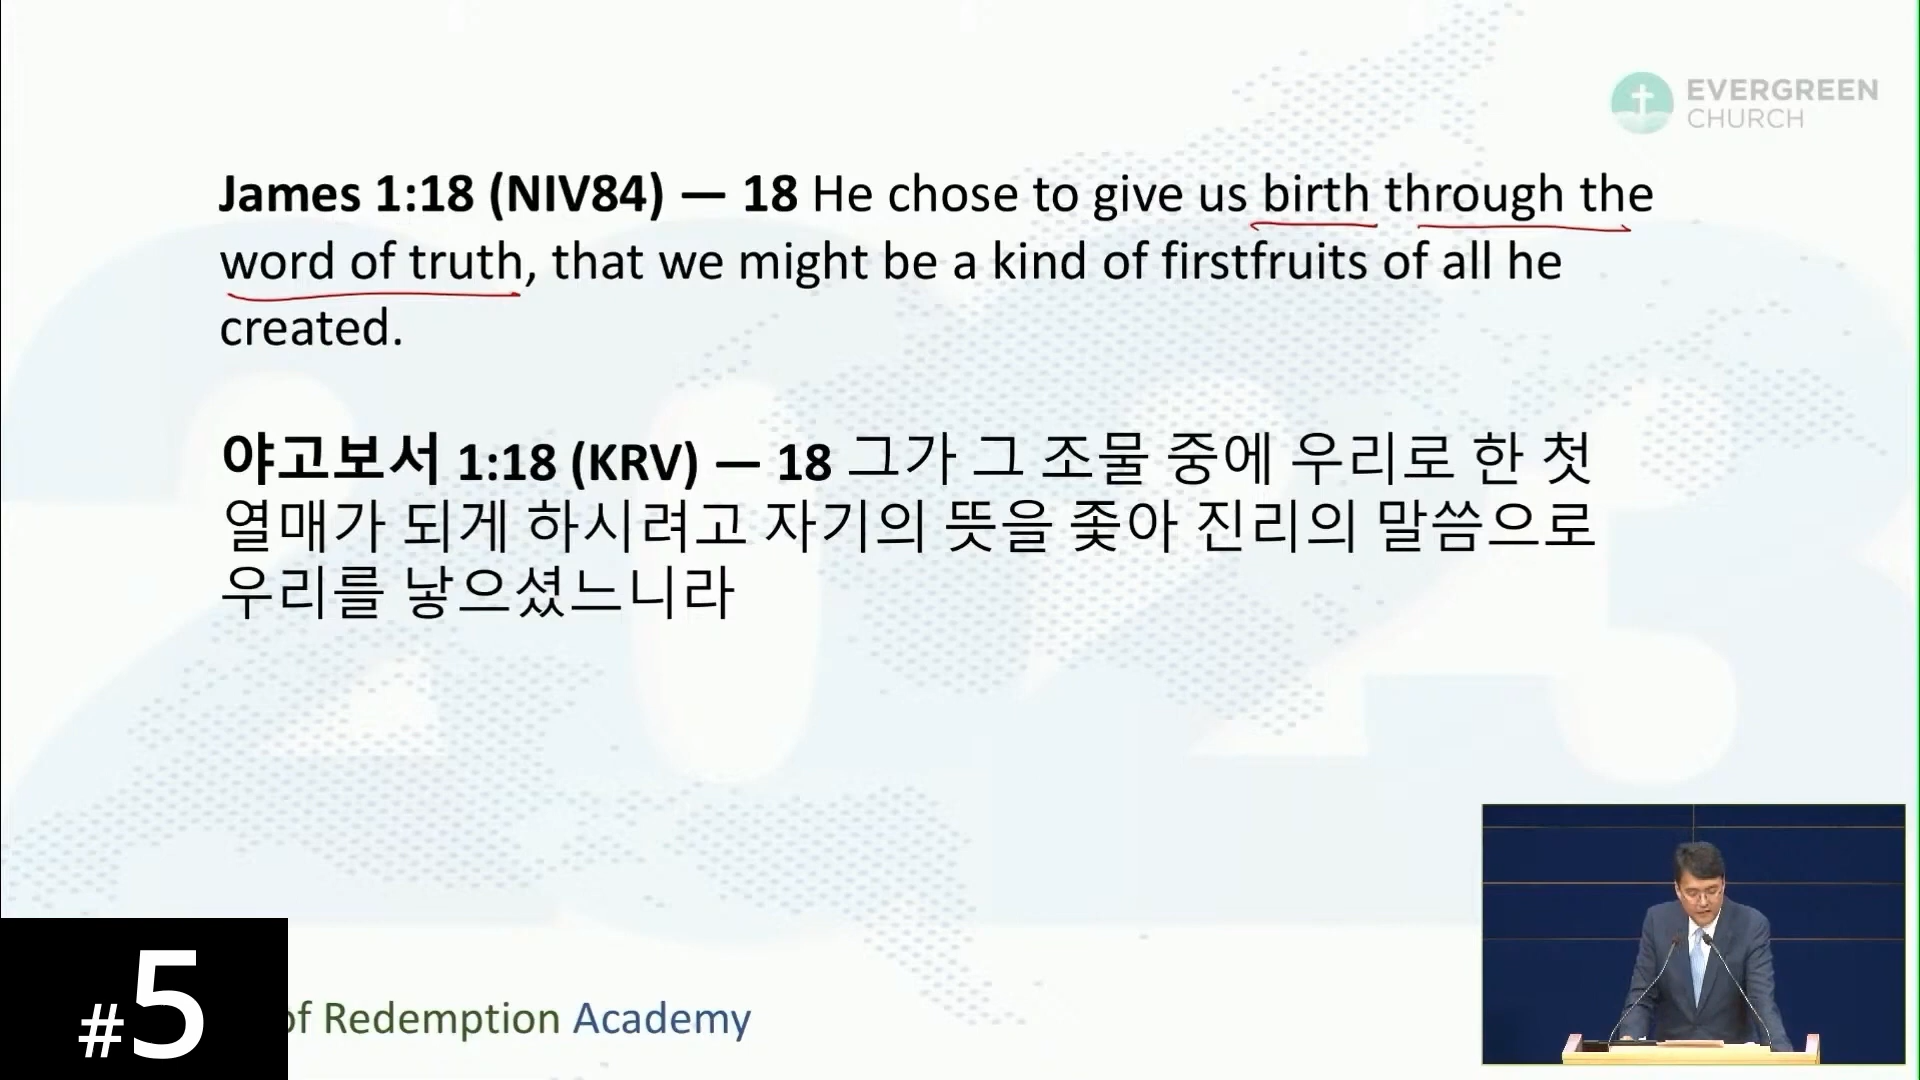 EVERGREEN
CHURCH
James 1:18 (NIV84) — 18 He chose to give us birth through the
word of truth, that we might be a kind of firstfruits of all he
created.
야고보서 1:18 (KRV) — 18 그가 그 조물 중에 우리로 한 첫
열매가 되게 하시려고 자기의 뜻을 좇아 진리의 말씀으로
우리를 낳으셨느니라
#5
of Redemption Academy